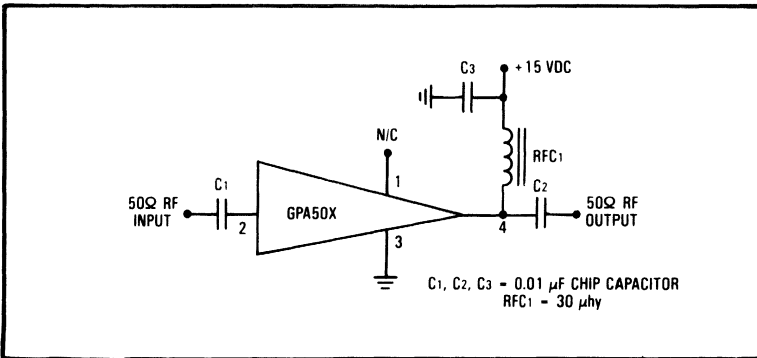 C3
+15 VDC
N/C
RFC1
C1
1
C2
50Ω RF
INPUT
2
GPA50X
4
50Ω RF
OUTPUT
3
C1, C2, C3 = 0.01 μF CHIP CAPACITOR
RFC1 = 30 μhy